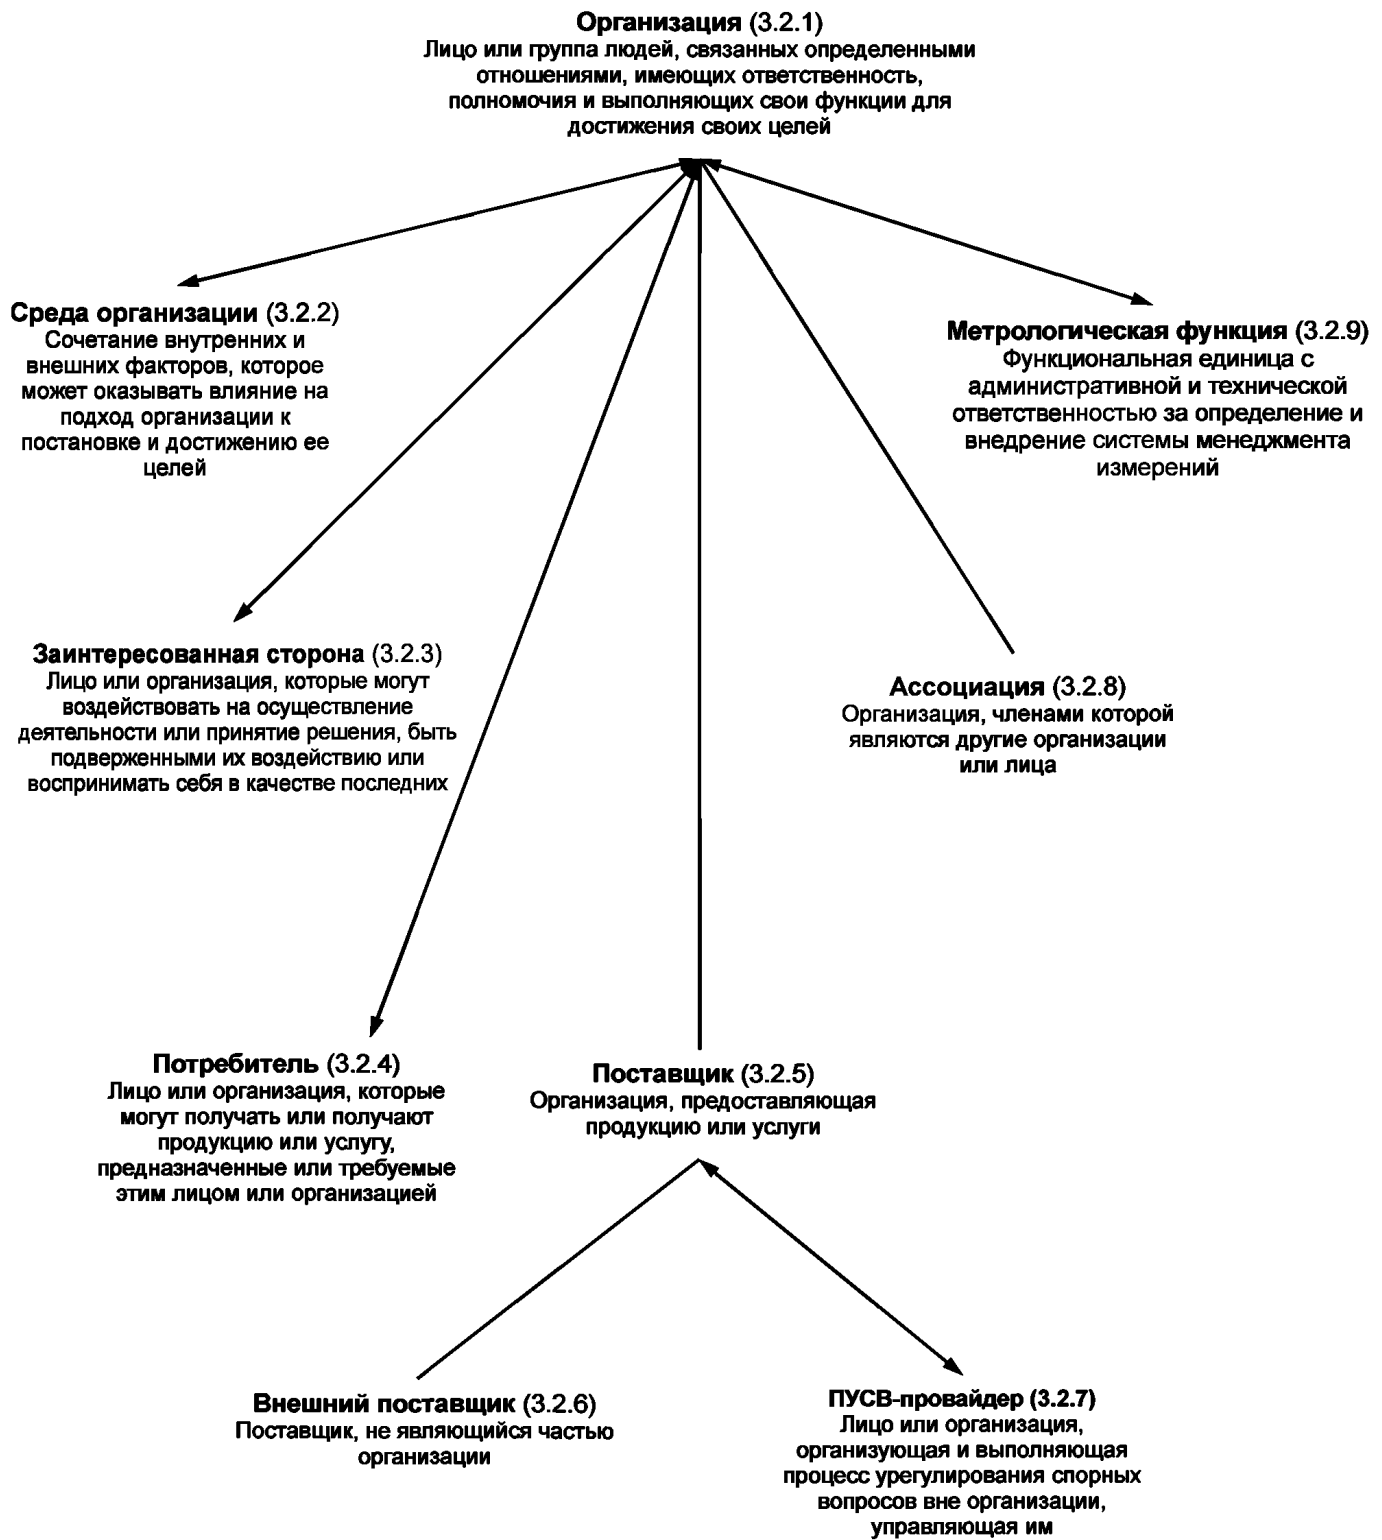 Организация (3.2.1)
Лицо или группа людей, связанных определенными
отношениями, имеющих ответственность,
полномочия и выполняющих свои функции для
достижения своих целей
Среда организации (3.2.2)
Сочетание внутренних и
внешних факторов, которое
может оказывать влияние на
подход организации к
постановке и достижению ее
целей
Метрологическая функция (3.2.9)
Функциональная единица с
административной и технической
ответственностью за определение и
внедрение системы менеджмента
измерений
Заинтересованная сторона (3.2.3)
Лицо или организация, которые могут
воздействовать на осуществление
деятельности или принятие решения, быть
подверженными их воздействию или
воспринимать себя в качестве последних
Ассоциация (3.2.8)
Организация, членами которой
являются другие организации
или лица
Потребитель (3.2.4)
Лицо или организация, которые
могут получать или получают
продукцию или услугу,
предназначенные или требуемые
этим лицом или организацией
Поставщик (3.2.5)
Организация, предоставляющая
продукцию или услуги
Внешний поставщик (3.2.6)
Поставщик, не являющийся частью
организации
ПУСВ-провайдер (3.2.7)
Лицо или организация,
организующая и выполняющая
процесс урегулирования спорных
вопросов вне организации,
управляющая им